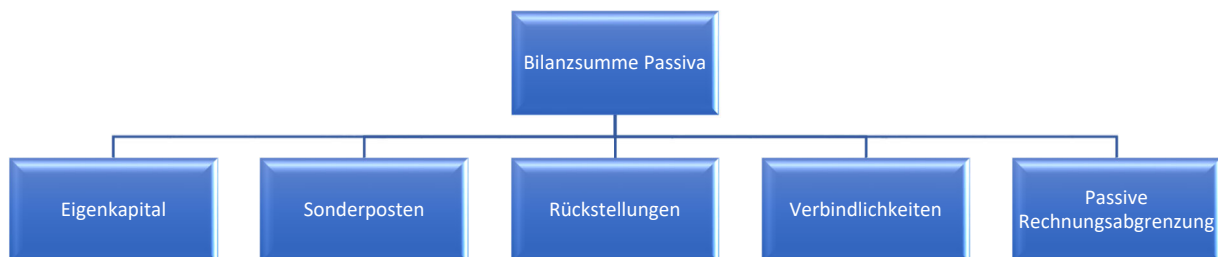 Bilanzsumme Passiva
Eigenkapital
Sonderposten
Rückstellungen
Verbindlichkeiten
Passive
Rechnungsabgrenzung